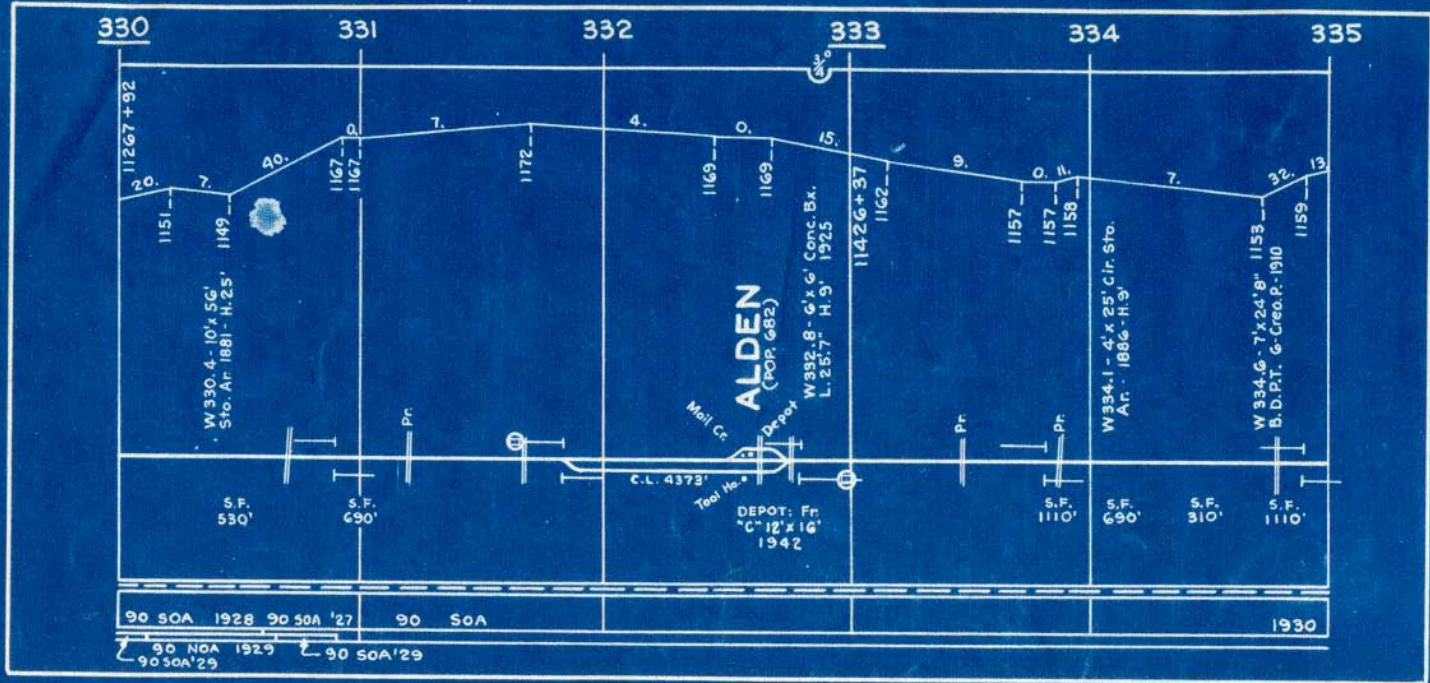 330 331 332 333 334 335
3/4°
11267+92
20. 7. 40. 0. 7. 4. 0. 15. 9. 0. 11. 7. 32. 13.
1151
1149
1167
1167
1172
1169
1169
11426+37
1162
1157
1157
1158
1153
1159
W 330.4 - 10' x 56'
Sto. Ar. 1881 - H. 25'
ALDEN
(POP. 682)
W 332.8 - 6' x 6' Conc. Bx.
L. 25'7" H. 9' 1925
W 334.1 - 4' x 25' Cir. Sto.
Ar. - 1886 - H. 9'
W 334.6 - 7' x 24' 8"
B. D. P. T. 6-Creo. P. - 1910
Pr.
Mail Cr.
Depot
Pr.
Pr.
C.L. 4373'
Tool Ho.
S.F.
530'
S.F.
690'
DEPOT: Fr.
"C" 12' x 16'
1942
S.F.
1110'
S.F.
690'
S.F.
310'
S.F.
1110'
90 SOA 1928 90 SOA '27 90 SOA 1930
90 NOA 1929
90 SOA '29
90 SOA '29